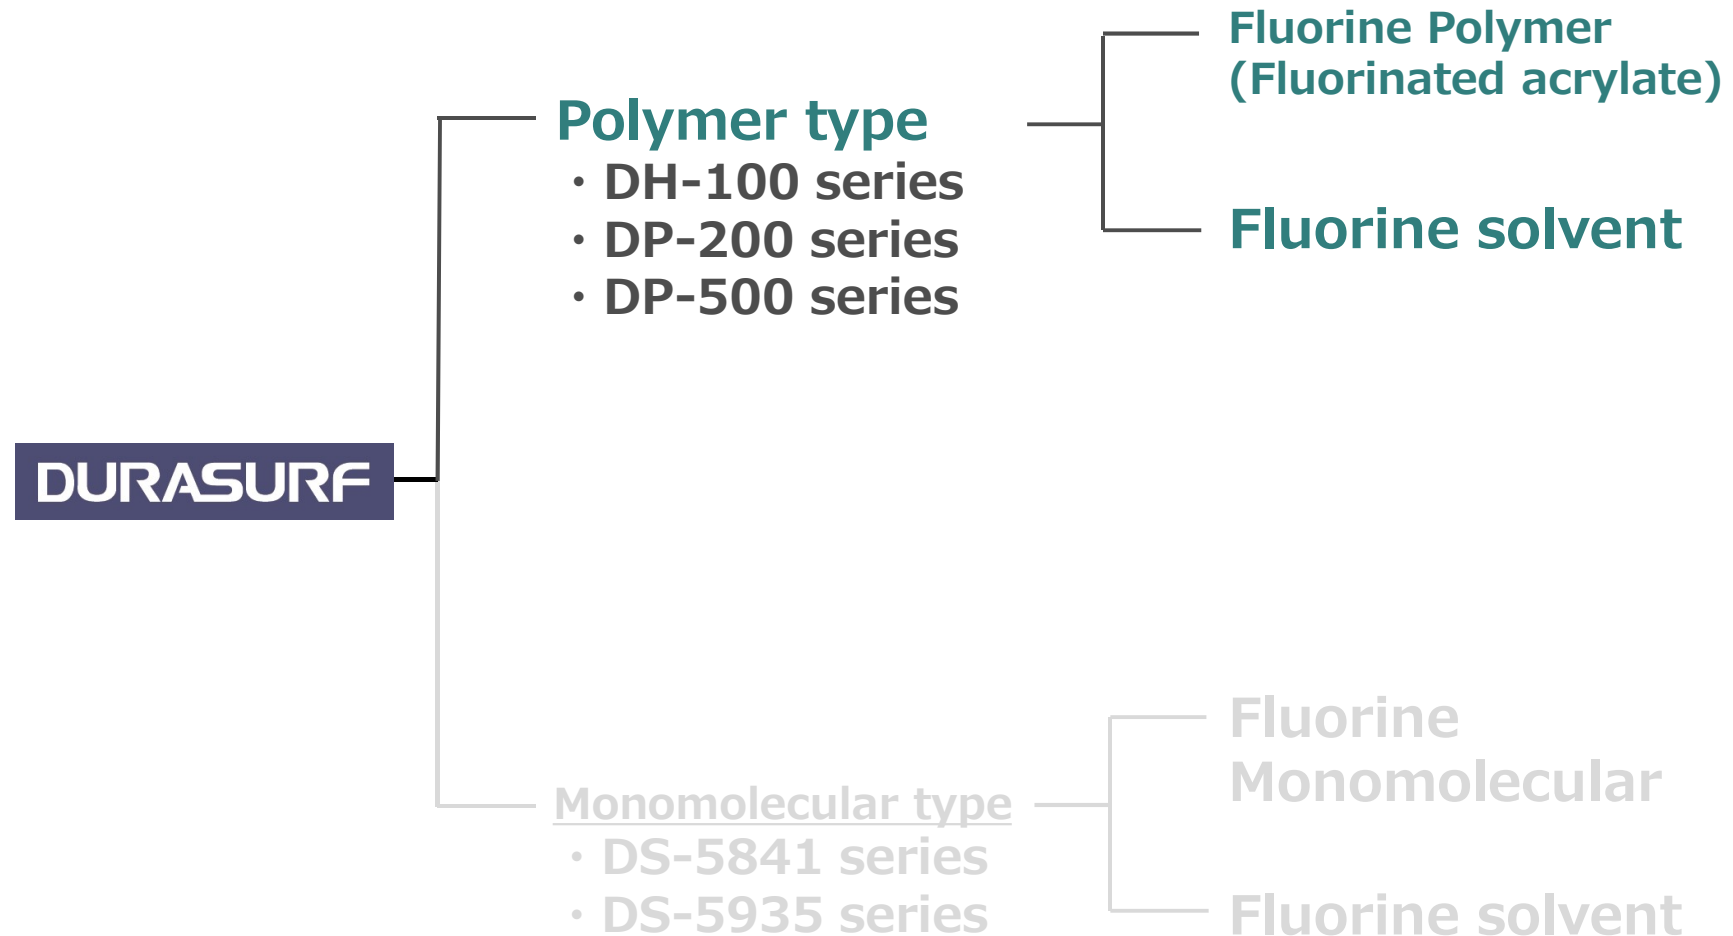 Fluorine Polymer
(Fluorinated acrylate)
Polymer type
・DH-100 series
・DP-200 series
・DP-500 series
Fluorine solvent
DURASURF
Fluorine
Monomolecular
Monomolecular type
・DS-5841 series
・DS-5935 series
Fluorine solvent